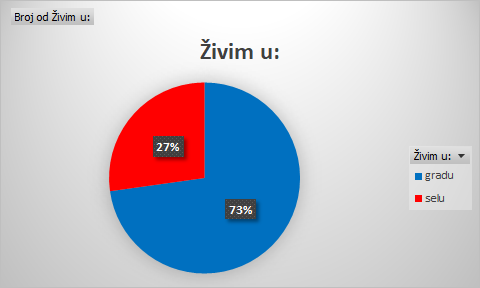 Broj od Živim u:
Živim u:
27%
73%
Živim u:
gradu
selu